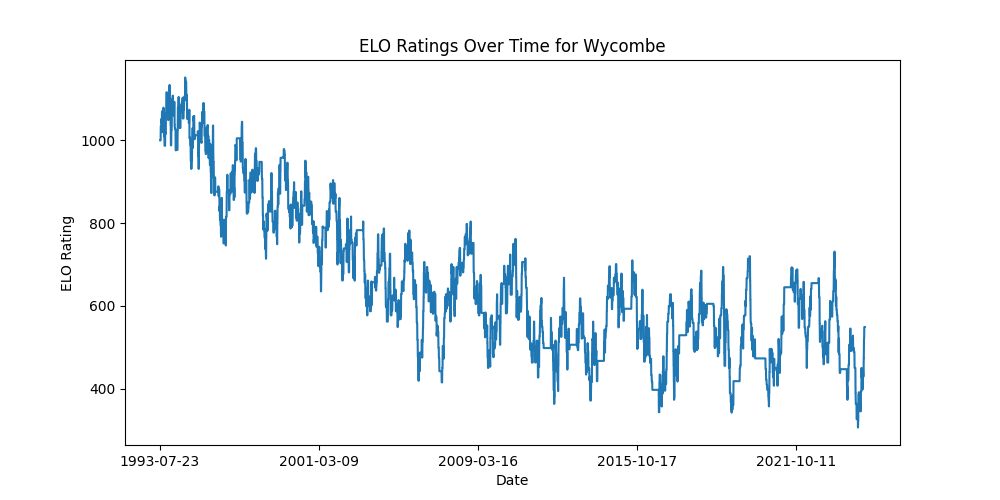 ELO Ratings Over Time for Wycombe
ELO Rating
1000
800
600
400
1993-07-23 2001-03-09 2009-03-16 2015-10-17 2021-10-11
Date